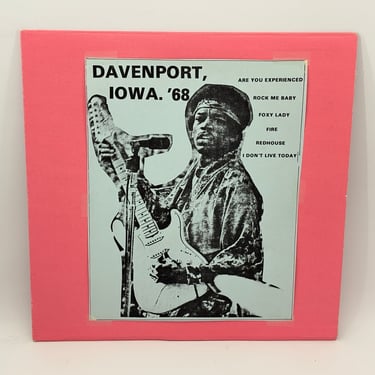 DAVENPORT,
IOWA. '68
ARE YOU EXPERIENCED
ROCK ME BABY
FOXY LADY
FIRE
REDHOUSE
I DON'T LIVE TODAY